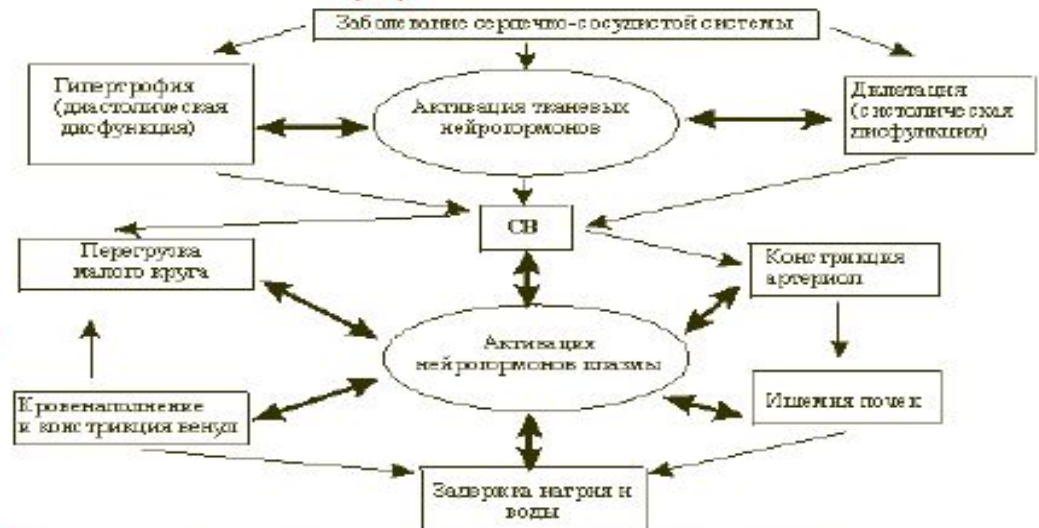 Заболевание сердечно-сосудистой системы
Гипертрофия
(диастолическая
дисфункция)
Активация тканевых
нейрогормонов
Дилатация
(систолическая
дисфункция)
СВ
Перегрузка
малого круга
Констрикция
артериол
Активация
нейрогормонов плазмы
Кровенаполнение
и констрикция венул
Ишемия почек
Задержка натрия и
воды